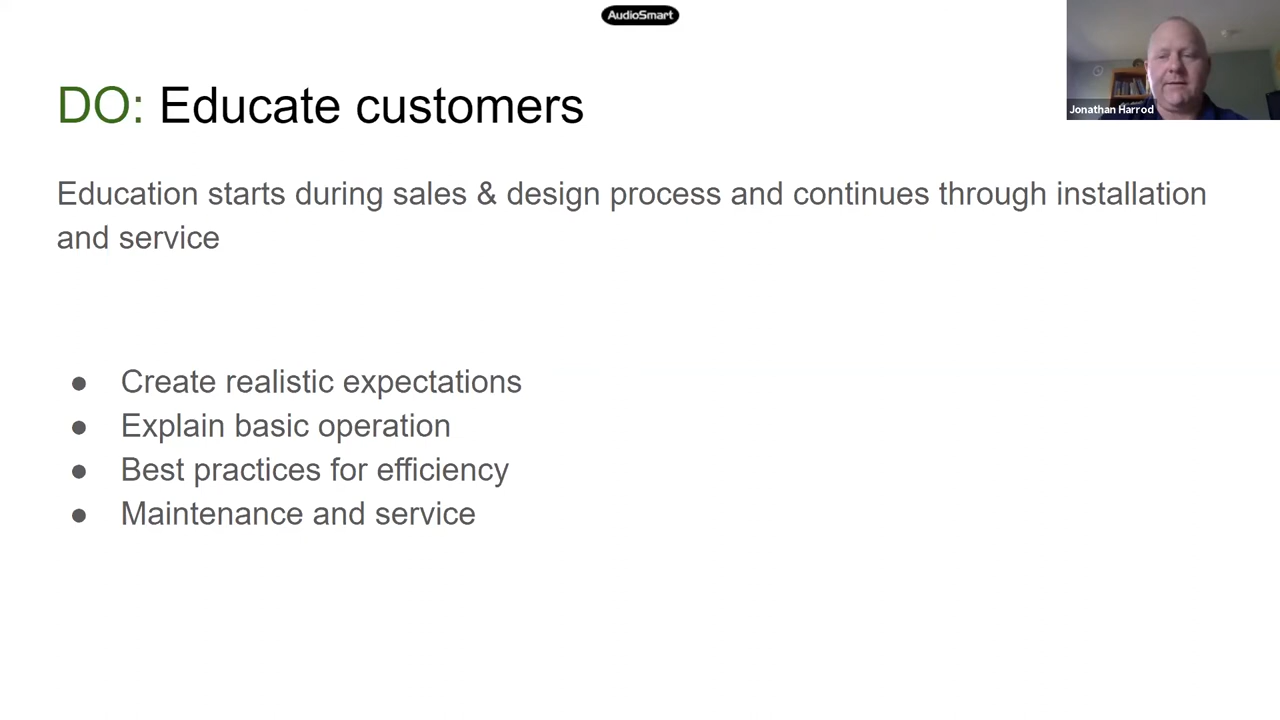 AudioSmart
DO: Educate customers
Jonathan Harrod
Education starts during sales & design process and continues through installation
and service
● Create realistic expectations
● Explain basic operation
● Best practices for efficiency
● Maintenance and service